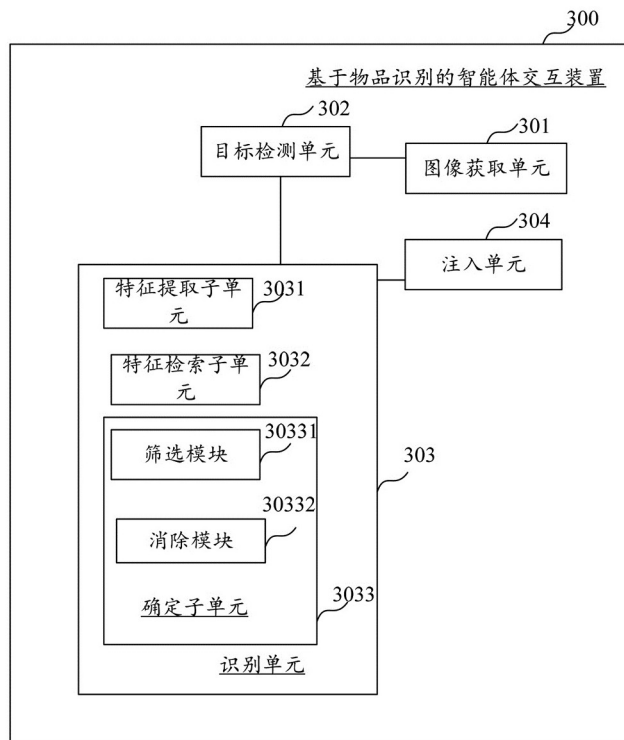 300
基于物品识别的智能体交互装置
302
目标检测单元
301
图像获取单元
304
注入单元
特征提取子单
元
3031
特征检索子单
元
3032
筛选模块
30331
303
消除模块
30332
确定子单元
3033
识别单元